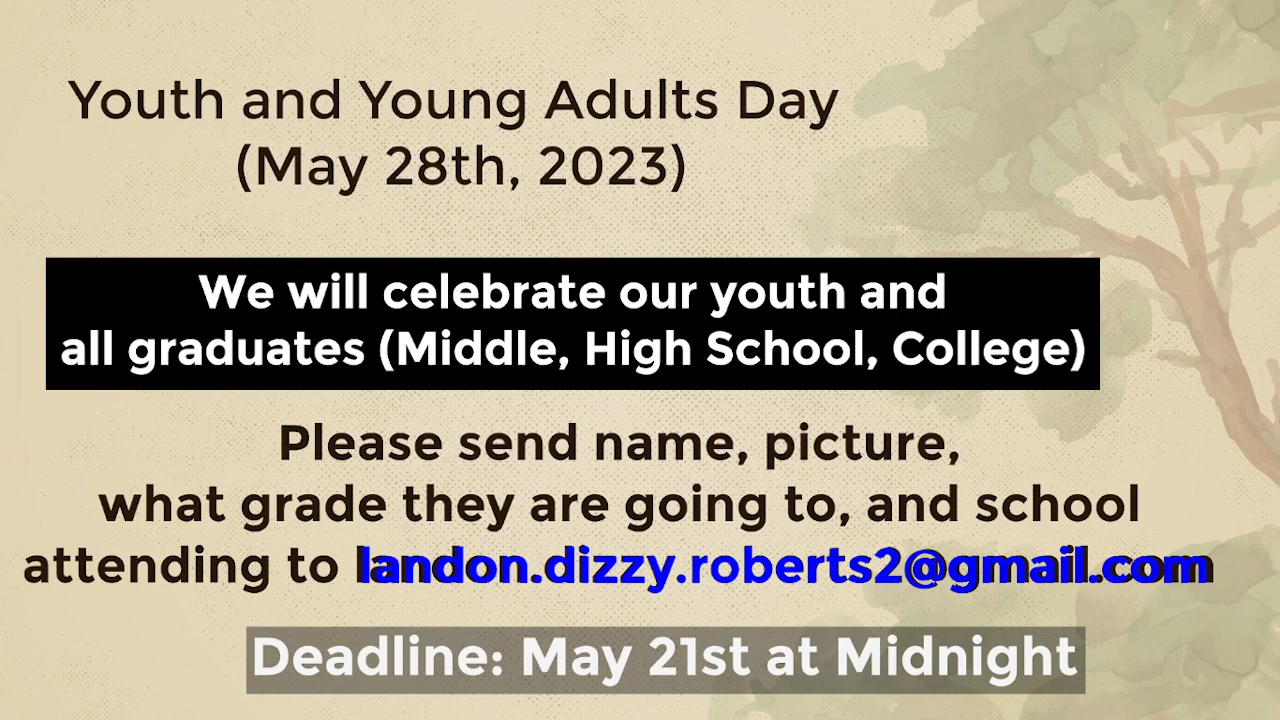 Youth and Young Adults Day
(May 28th, 2023)
We will celebrate our youth and
all graduates (Middle, High School, College)
Please send name, picture,
what grade they are going to, and school
attending to landon.dizzy.roberts2@gmail.com
Deadline: May 21st at Midnight